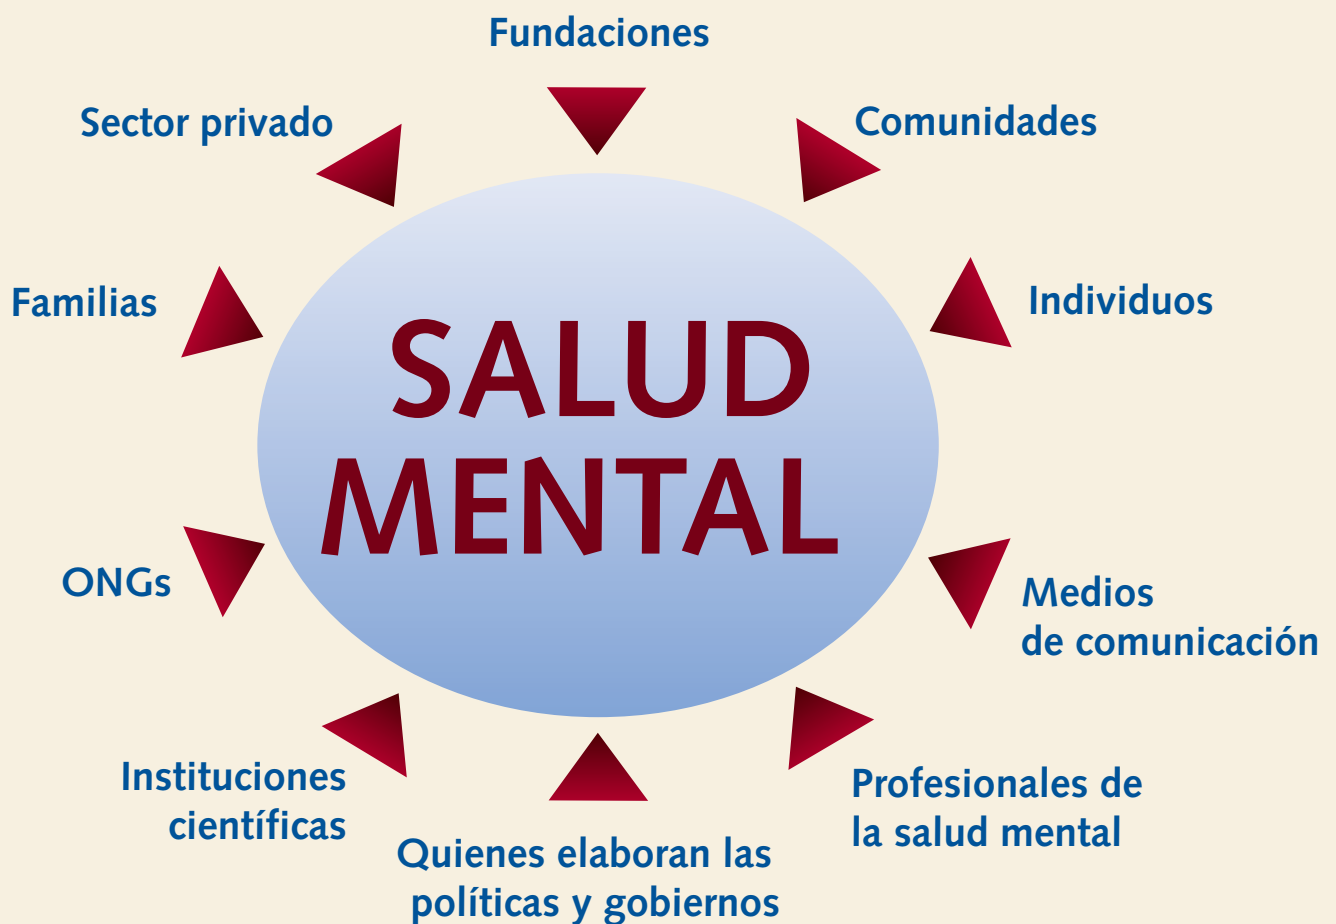 Fundaciones
Sector privado
Comunidades
Familias
Individuos
SALUD
MENTAL
ONGs
Medios
de comunicación
Instituciones
científicas
Profesionales de
la salud mental
Quienes elaboran las
políticas y gobiernos